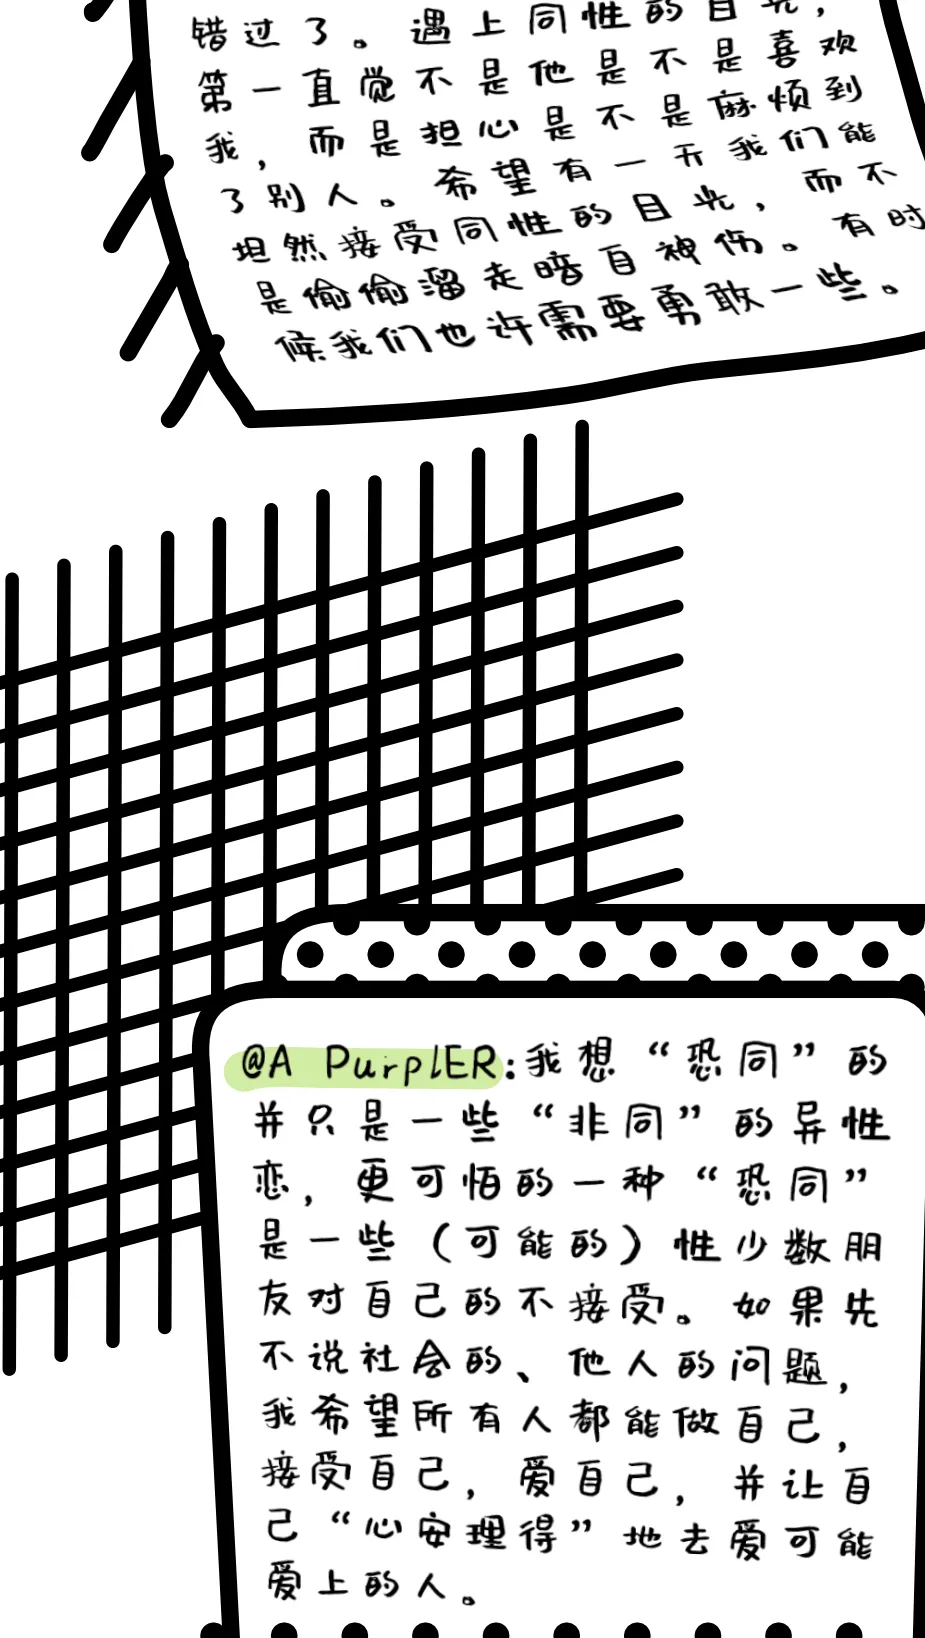 错过了。遇上同性的目光，
第一直觉不是他是不是喜欢
我，而是担心是不是麻烦到
了别人。希望有一天我们能
坦然接受同性的目光，而不
是偷偷溜走暗自神伤。有时
候我们也许需要勇敢一些。
@A PurplER:我想“恐同”的
并只是一些“非同”的异性
恋，更可怕的一种“恐同”
是一些（可能的）性少数朋
友对自己的不接受。如果先
不说社会的、他人的问题，
我希望所有人都能做自己，
接受自己，爱自己，并让自
己“心安理得”地去爱可能
爱上的人。